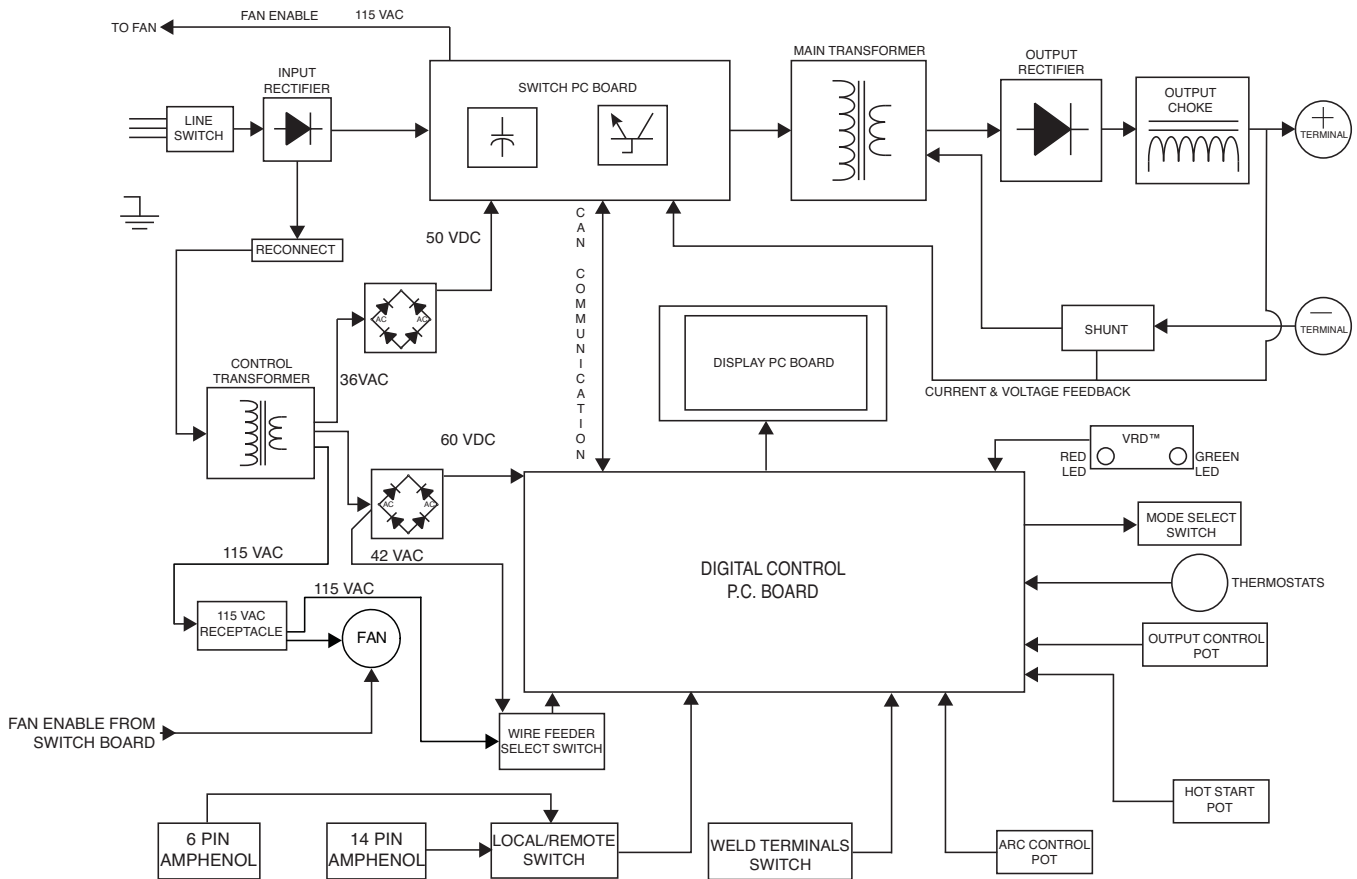 FAN ENABLE 115 VAC
TO FAN
MAIN TRANSFORMER
OUTPUT
RECTIFIER
INPUT
RECTIFIER
SWITCH PC BOARD
OUTPUT
CHOKE
LINE
SWITCH
+
TERMINAL
RECONNECT
50 VDC
CAN COMMUNICATION
AC
AC
SHUNT
−
TERMINAL
DISPLAY PC BOARD
CONTROL
TRANSFORMER
36VAC
CURRENT & VOLTAGE FEEDBACK
60 VDC
VRD™
RED
LED
GREEN
LED
AC
AC
MODE SELECT
SWITCH
115 VAC
42 VAC
DIGITAL CONTROL
P.C. BOARD
THERMOSTATS
115 VAC
115 VAC
RECEPTACLE
FAN
OUTPUT CONTROL
POT
FAN ENABLE FROM
SWITCH BOARD
WIRE FEEDER
SELECT SWITCH
HOT START
POT
6 PIN
AMPHENOL
14 PIN
AMPHENOL
LOCAL/REMOTE
SWITCH
WELD TERMINALS
SWITCH
ARC CONTROL
POT